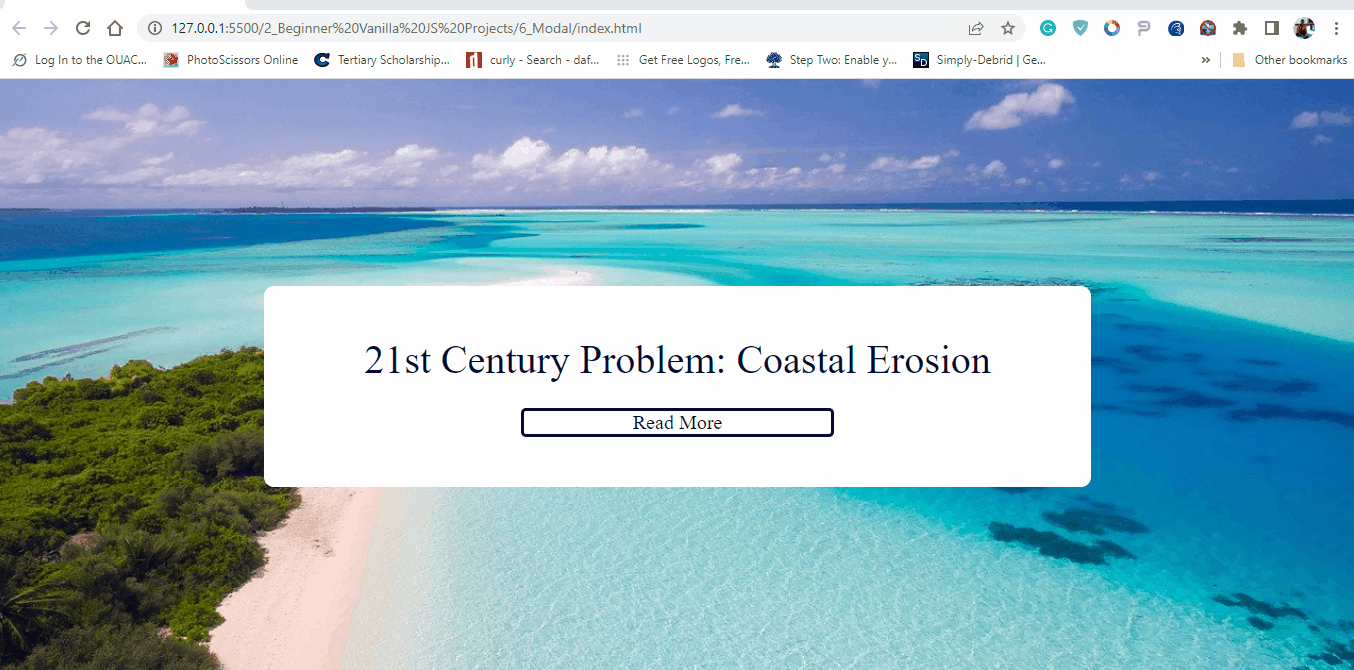 127.0.0.1:5500/2_Beginner%20Vanilla%20JS%20Projects/6_Modal/index.html
Log In to the OUAC... PhotoScissors Online Tertiary Scholarship... curly - Search - daf... Get Free Logos, Fre... Step Two: Enable y... SD Simply-Debrid | Ge... » Other bookmarks
21st Century Problem: Coastal Erosion
Read More